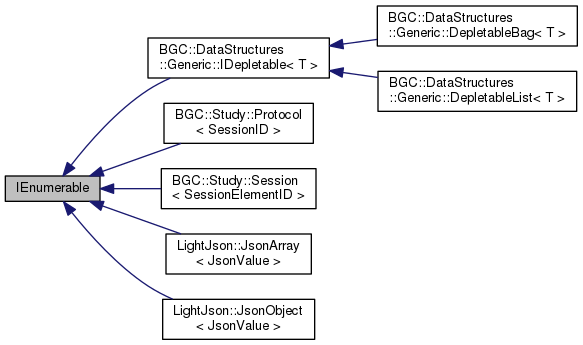 BGC::DataStructures
::Generic::DepletableBag< T >
BGC::DataStructures
::Generic::IDepletable< T >
BGC::DataStructures
::Generic::DepletableList< T >
BGC::Study::Protocol
< SessionID >
IEnumerable
BGC::Study::Session
< SessionElementID >
LightJson::JsonArray
< JsonValue >
LightJson::JsonObject
< JsonValue >